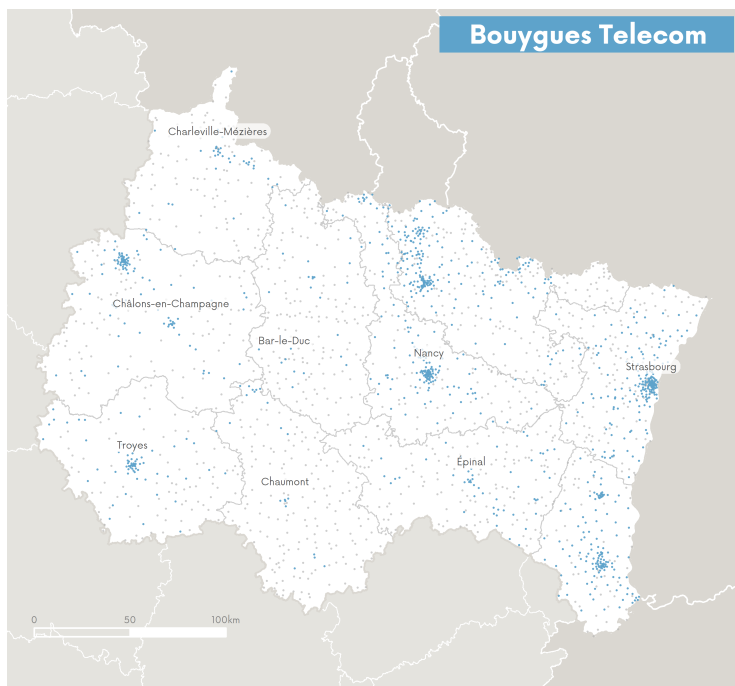 Bouygues Telecom
Charleville-Mézières
Châlons-en-Champagne
Bar-le-Duc
Nancy
Strasbourg
Troyes
Épinal
Chaumont
0 50 100km